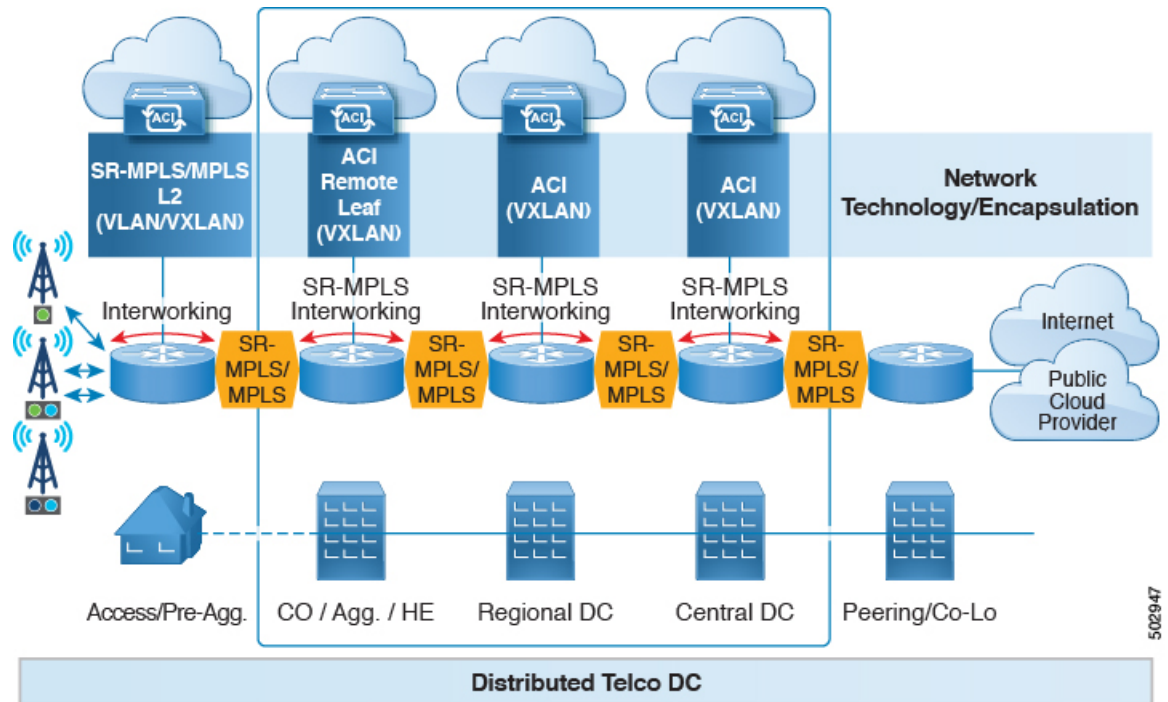 ACI
ACI
ACI
ACI
SR-MPLS/MPLS
L2
(VLAN/VXLAN)
ACI
Remote
Leaf
(VXLAN)
ACI
(VXLAN)
ACI
(VXLAN)
Network
Technology/Encapsulation
Interworking
SR-MPLS
Interworking
SR-MPLS
Interworking
SR-MPLS
Interworking
SR-
MPLS/
MPLS
SR-
MPLS/
MPLS
SR-
MPLS/
MPLS
SR-
MPLS/
MPLS
Internet
Public
Cloud
Provider
Access/Pre-Agg.
CO / Agg. / HE
Regional DC
Central DC
Peering/Co-Lo
502947
Distributed Telco DC